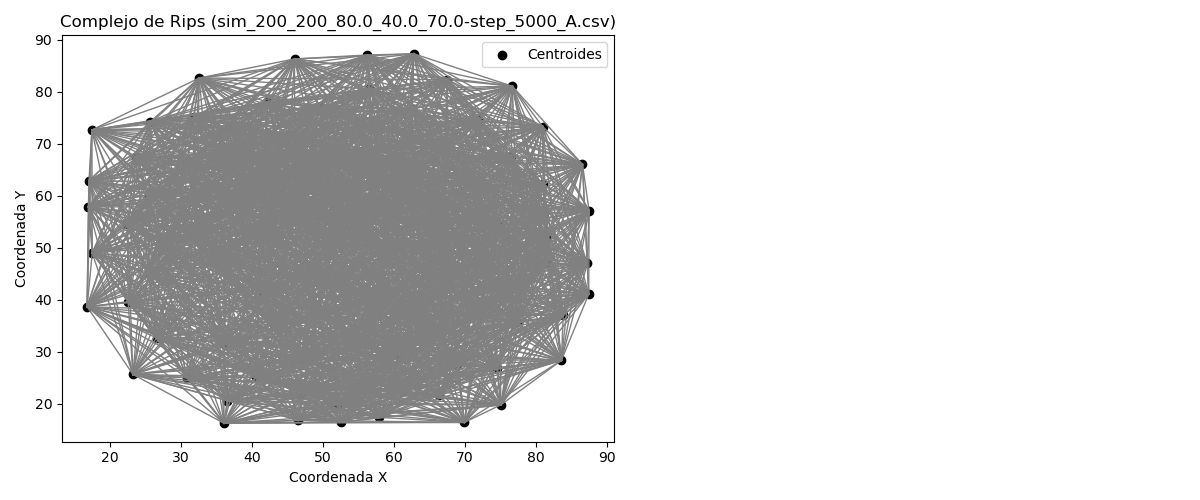 Complejo de Rips (sim_200_200_80.0_40.0_70.0-step_5000_A.csv)
Centroides
90
80
70
60
50
40
30
20
Coordenada Y
20 30 40 50 60 70 80 90
Coordenada X